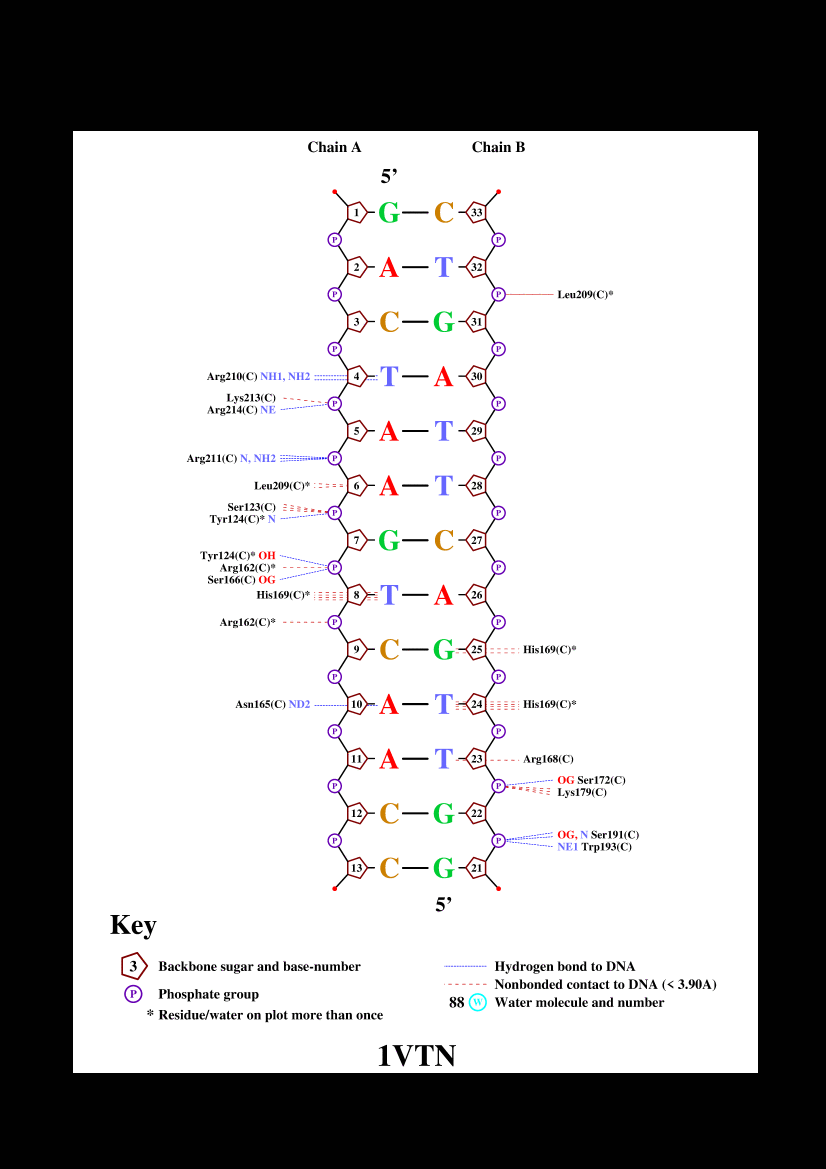 Chain A Chain B
5’
1 G C 33
P P
2 A T 32
P P Leu209(C)*
3 C G 31
P P
Arg210(C) NH1, NH2 4 T A 30
Lys213(C)
P P
Arg214(C) NE
5 A T 29
Arg211(C) N, NH2 P P
Leu209(C)* 6 A T 28
Ser123(C)
P P
Tyr124(C)* N
7 G C 27
Tyr124(C)* OH
Arg162(C)* P P
Ser166(C) OG
His169(C)* 8 T A 26
Arg162(C)* P P
9 C G 25 His169(C)*
P P
Asn165(C) ND2 10 A T 24 His169(C)*
P P
11 A T 23 Arg168(C)
OG Ser172(C)
P P
Lys179(C)
12 C G 22
OG, N Ser191(C)
P P
NE1 Trp193(C)
13 C G 21
5’
Key
3 Backbone sugar and base-number
P Phosphate group
* Residue/water on plot more than once
Hydrogen bond to DNA
Nonbonded contact to DNA (< 3.90A)
88 W Water molecule and number
1VTN